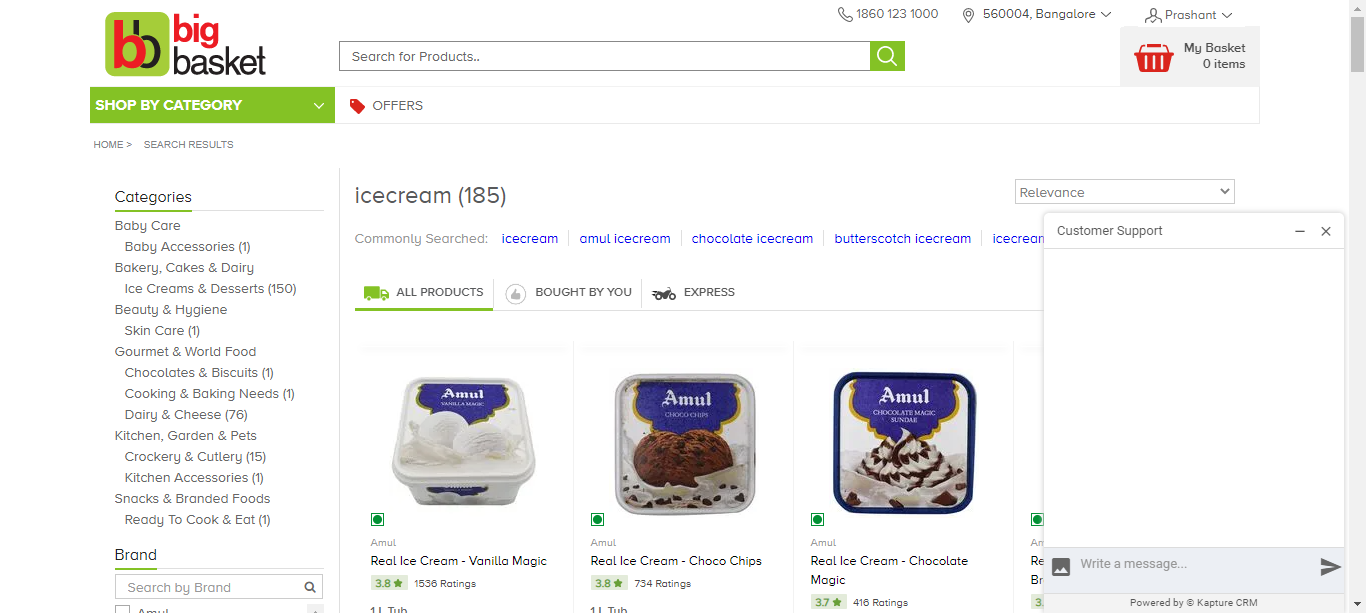 1860 123 1000
560004, Bangalore
Prashant
bb
big
basket
Search for Products..
My Basket
0 items
SHOP BY CATEGORY
OFFERS
HOME > SEARCH RESULTS
Categories
Baby Care
Baby Accessories (1)
Bakery, Cakes & Dairy
Ice Creams & Desserts (150)
Beauty & Hygiene
Skin Care (1)
Gourmet & World Food
Chocolates & Biscuits (1)
Cooking & Baking Needs (1)
Dairy & Cheese (76)
Kitchen, Garden & Pets
Crockery & Cutlery (15)
Kitchen Accessories (1)
Snacks & Branded Foods
Ready To Cook & Eat (1)
Brand
Search by Brand
Amul
icecream (185)
Relevance
Commonly Searched: icecream amul icecream chocolate icecream butterscotch icecream icecream
ALL PRODUCTS
BOUGHT BY YOU
EXPRESS
Amul
VANILLA MAGIC
Amul
Real Ice Cream - Vanilla Magic
3.8 1536 Ratings
1 L Tub
Amul
CHOCO CHIPS
Amul
Real Ice Cream - Choco Chips
3.8 734 Ratings
1 L Tub
Amul
CHOCOLATE MAGIC
SUNDAE
Amul
Real Ice Cream - Chocolate
Magic
3.7 416 Ratings
Customer Support
Write a message...
Powered by © Kapture CRM